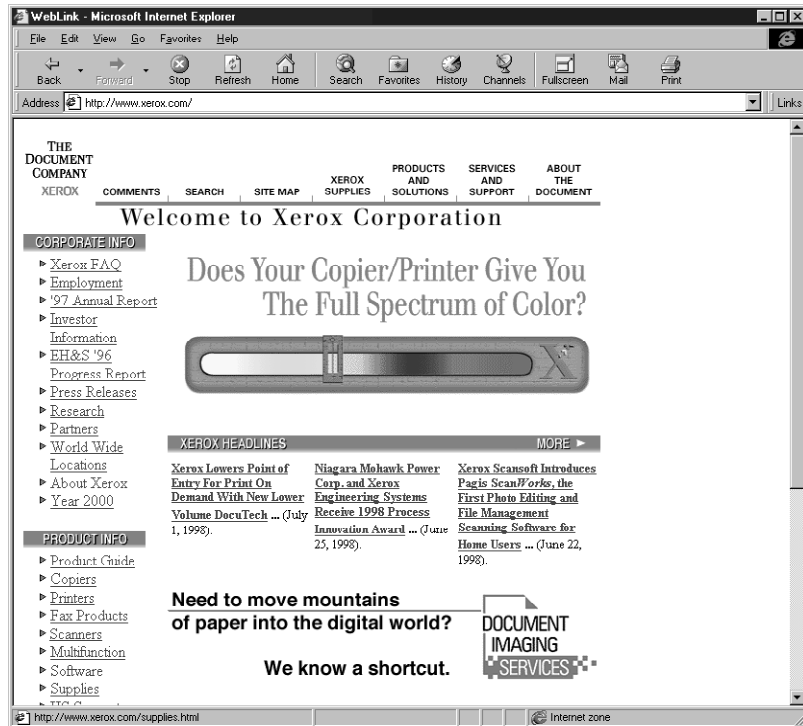 WebLink - Microsoft Internet Explorer
File Edit View Go Favorites Help
Back Forward Stop Refresh Home Search Favorites History Channels Fullscreen Mail Print
Address http://www.xerox.com/ Links
THE
DOCUMENT
COMPANY
XEROX
COMMENTS
SEARCH
SITE MAP
XEROX
SUPPLIES
PRODUCTS
AND
SOLUTIONS
SERVICES
AND
SUPPORT
ABOUT
THE
DOCUMENT
Welcome to Xerox Corporation
CORPORATE INFO
Xerox FAQ
Employment
'97 Annual Report
Investor
Information
EH&S '96
Progress Report
Press Releases
Research
Partners
World Wide
Locations
About Xerox
Year 2000
PRODUCT INFO
Product Guide
Copiers
Printers
Fax Products
Scanners
Multifunction
Software
Supplies
Does Your Copier/Printer Give You
The Full Spectrum of Color?
X
XEROX HEADLINES MORE
Xerox Lowers Point of
Entry For Print On
Demand With New Lower
Volume DocuTech ... (July
1, 1998).
Niagara Mohawk Power
Corp. and Xerox
Engineering Systems
Receive 1998 Process
Innovation Award ... (June
25, 1998).
Xerox Scansoft Introduces
Pagis ScanWorks, the
First Photo Editing and
File Management
Scanning Software for
Home Users ... (June 22,
1998).
Need to move mountains
of paper into the digital world?
We know a shortcut.
DOCUMENT
IMAGING
SERVICES
http://www.xerox.com/supplies.html
Internet zone